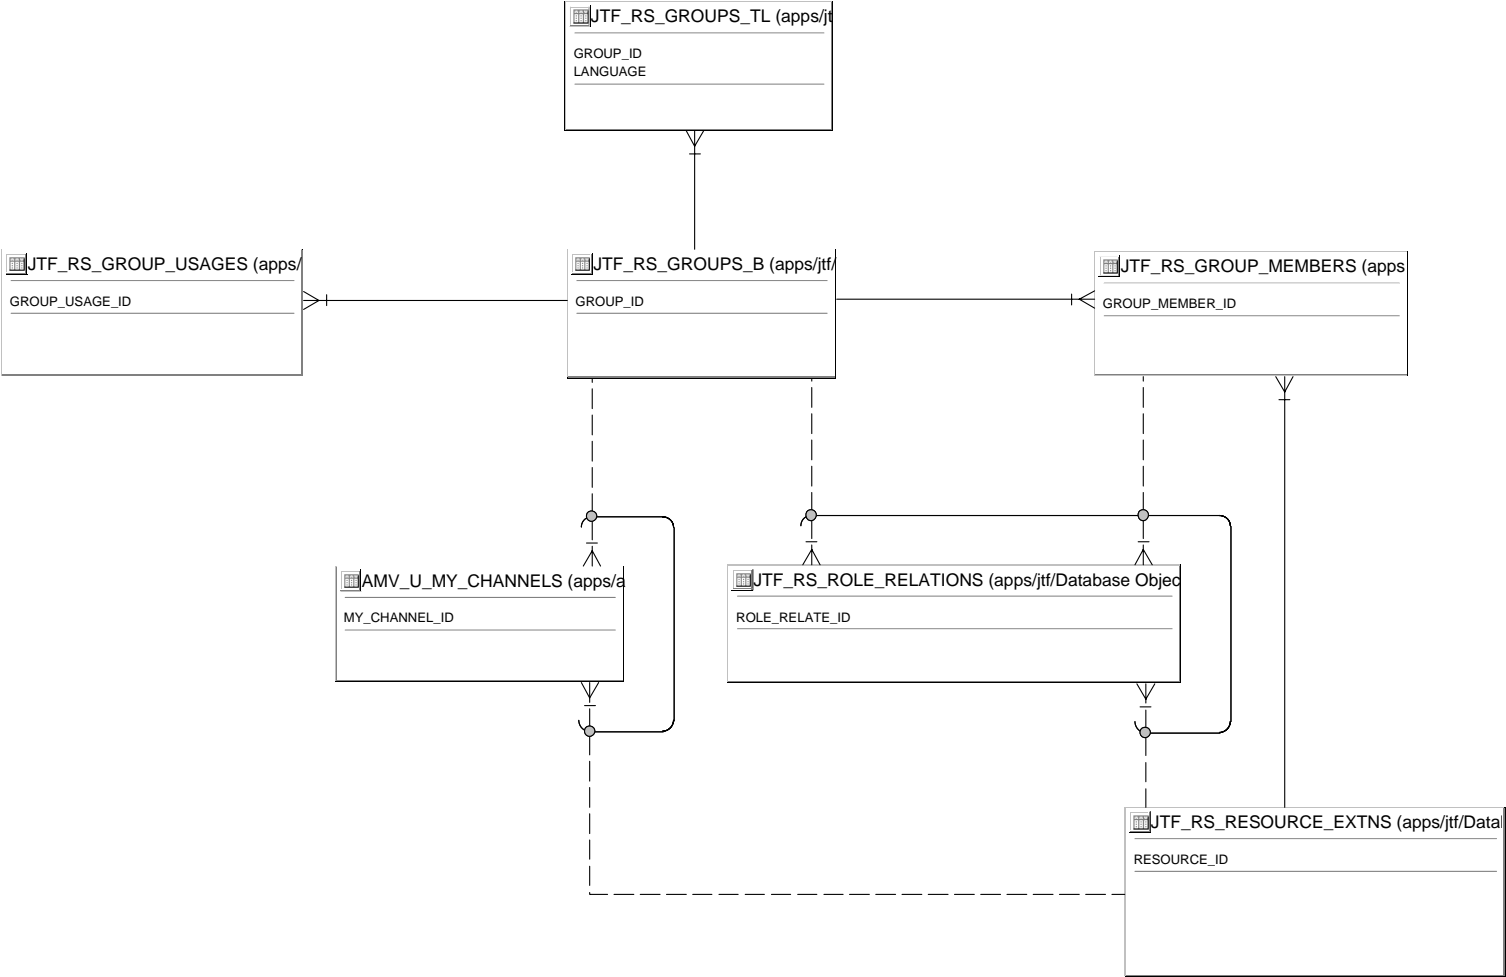 JTF_RS_GROUPS_TL (apps/jt
GROUP_ID
LANGUAGE
JTF_RS_GROUP_USAGES (apps/
GROUP_USAGE_ID
JTF_RS_GROUPS_B (apps/jtf/
GROUP_ID
JTF_RS_GROUP_MEMBERS (apps
GROUP_MEMBER_ID
AMV_U_MY_CHANNELS (apps/a
MY_CHANNEL_ID
JTF_RS_ROLE_RELATIONS (apps/jtf/Database Objec
ROLE_RELATE_ID
JTF_RS_RESOURCE_EXTNS (apps/jtf/Data
RESOURCE_ID